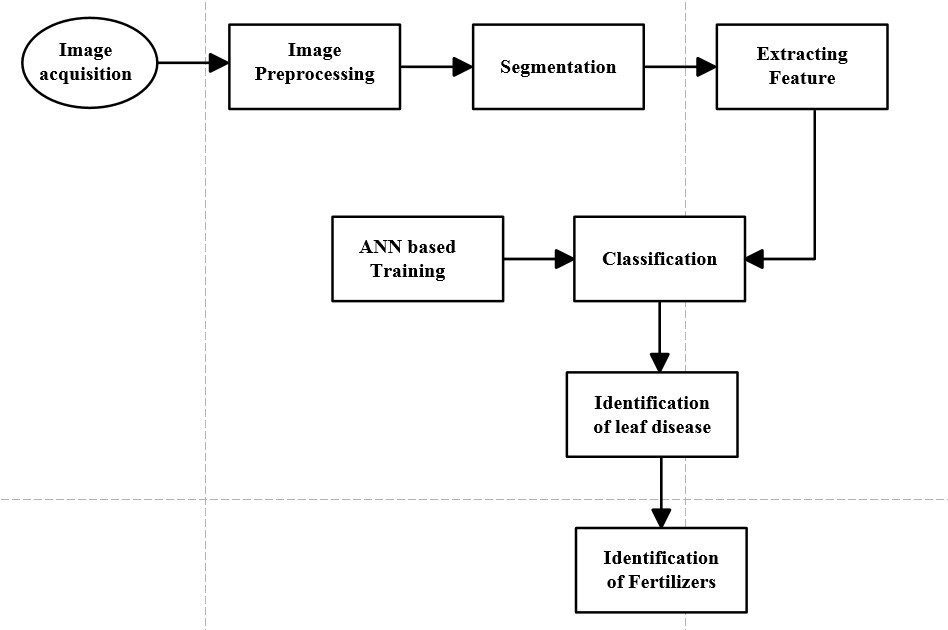 Image
acquisition
Image
Preprocessing
Segmentation
Extracting
Feature
ANN based
Training
Classification
Identification
of leaf disease
Identification
of Fertilizers